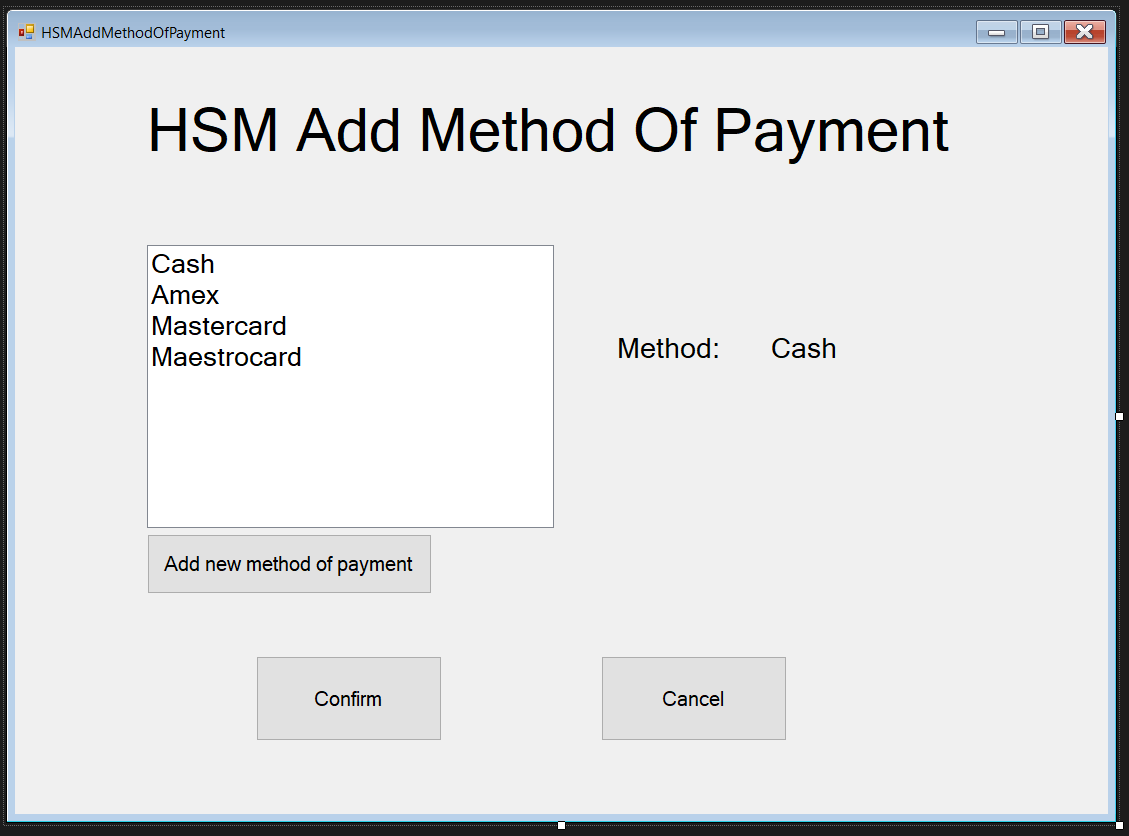 HSMAddMethodOfPayment
HSM Add Method Of Payment
Cash
Amex
Mastercard
Maestrocard
Method: Cash
Add new method of payment
Confirm Cancel